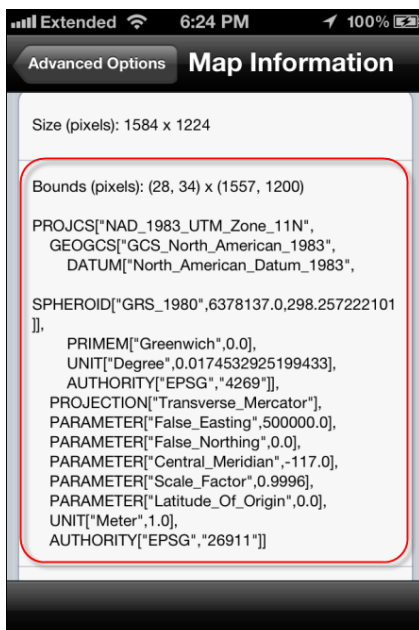 Extended 6:24 PM 100%
Advanced Options Map Information
Size (pixels): 1584 x 1224
Bounds (pixels): (28, 34) x (1557, 1200)
PROJCS["NAD_1983_UTM_Zone_11N",
GEOGCS["GCS_North_American_1983",
DATUM["North_American_Datum_1983",
SPHEROID["GRS_1980",6378137.0,298.257222101
]],
PRIMEM["Greenwich",0.0],
UNIT["Degree",0.0174532925199433],
AUTHORITY["EPSG","4269"]],
PROJECTION["Transverse_Mercator"],
PARAMETER["False_Easting",500000.0],
PARAMETER["False_Northing",0.0],
PARAMETER["Central_Meridian",-117.0],
PARAMETER["Scale_Factor",0.9996],
PARAMETER["Latitude_Of_Origin",0.0],
UNIT["Meter",1.0],
AUTHORITY["EPSG","26911"]]